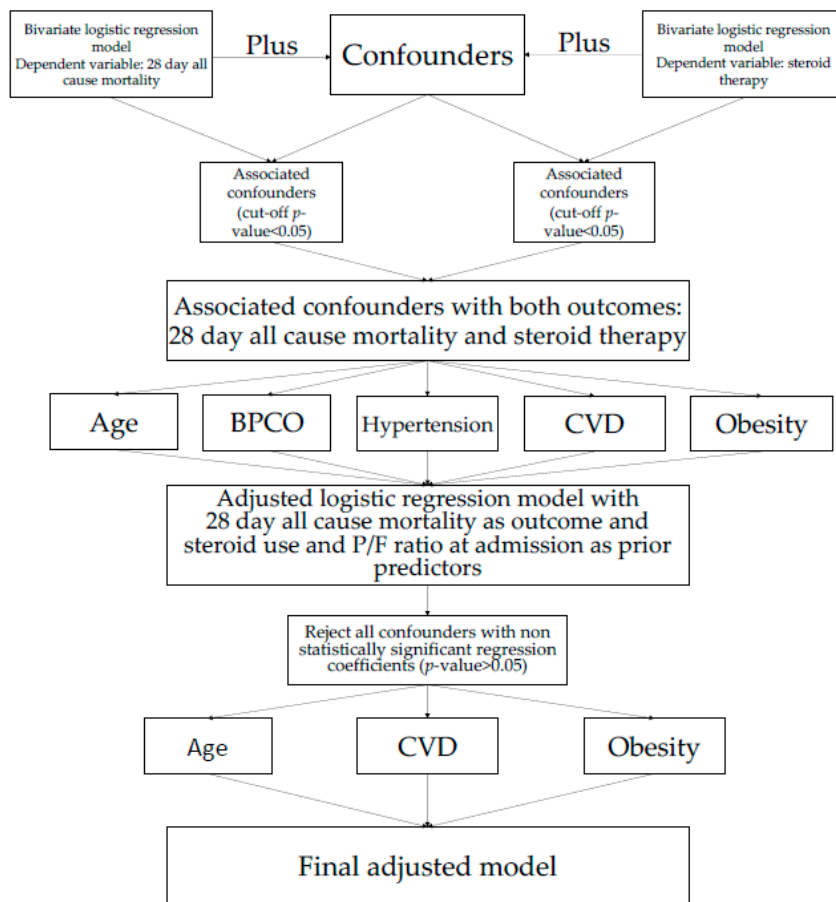 Bivariate logistic regression
model
Dependent variable: 28 day all
cause mortality
Plus
Confounders
Plus
Bivariate logistic regression
model
Dependent variable: steroid
therapy
Associated
confounders
(cut-off p-
value<0.05)
Associated
confounders
(cut-off p-
value<0.05)
Associated confounders with both outcomes:
28 day all cause mortality and steroid therapy
Age
BPCO
Hypertension
CVD
Obesity
Adjusted logistic regression model with
28 day all cause mortality as outcome and
steroid use and P/F ratio at admission as prior
predictors
Reject all confounders with non
statistically significant regression
coefficients (p-value>0.05)
Age
CVD
Obesity
Final adjusted model